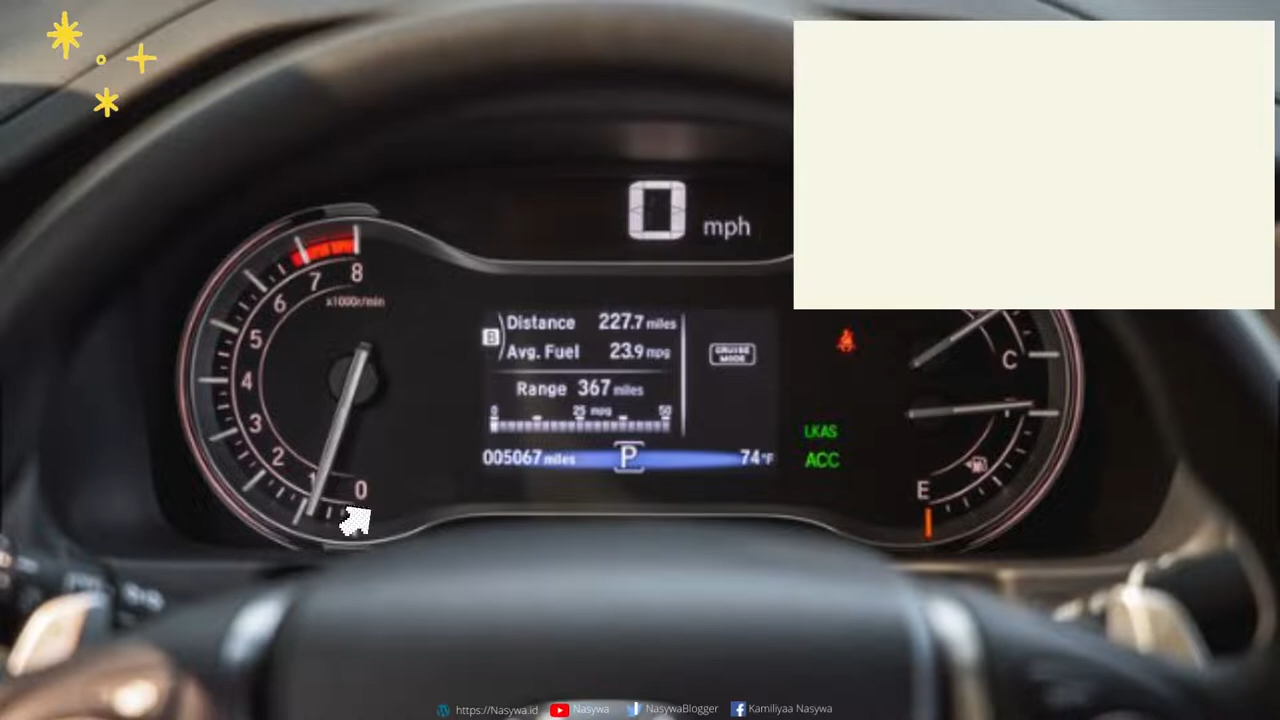 0 mph
8
7
6
5
4
3
2
1
0
x1000r/min
B
Distance 227.7 miles
Avg. Fuel 23.9 mpg
Range 367 miles
0 25 mpg 50
005067 miles P 74°F
CRUISE MODE
LKAS
ACC
C
E
https://Nasywa.id Nasywa NasywaBlogger Kamiliyaa Nasywa